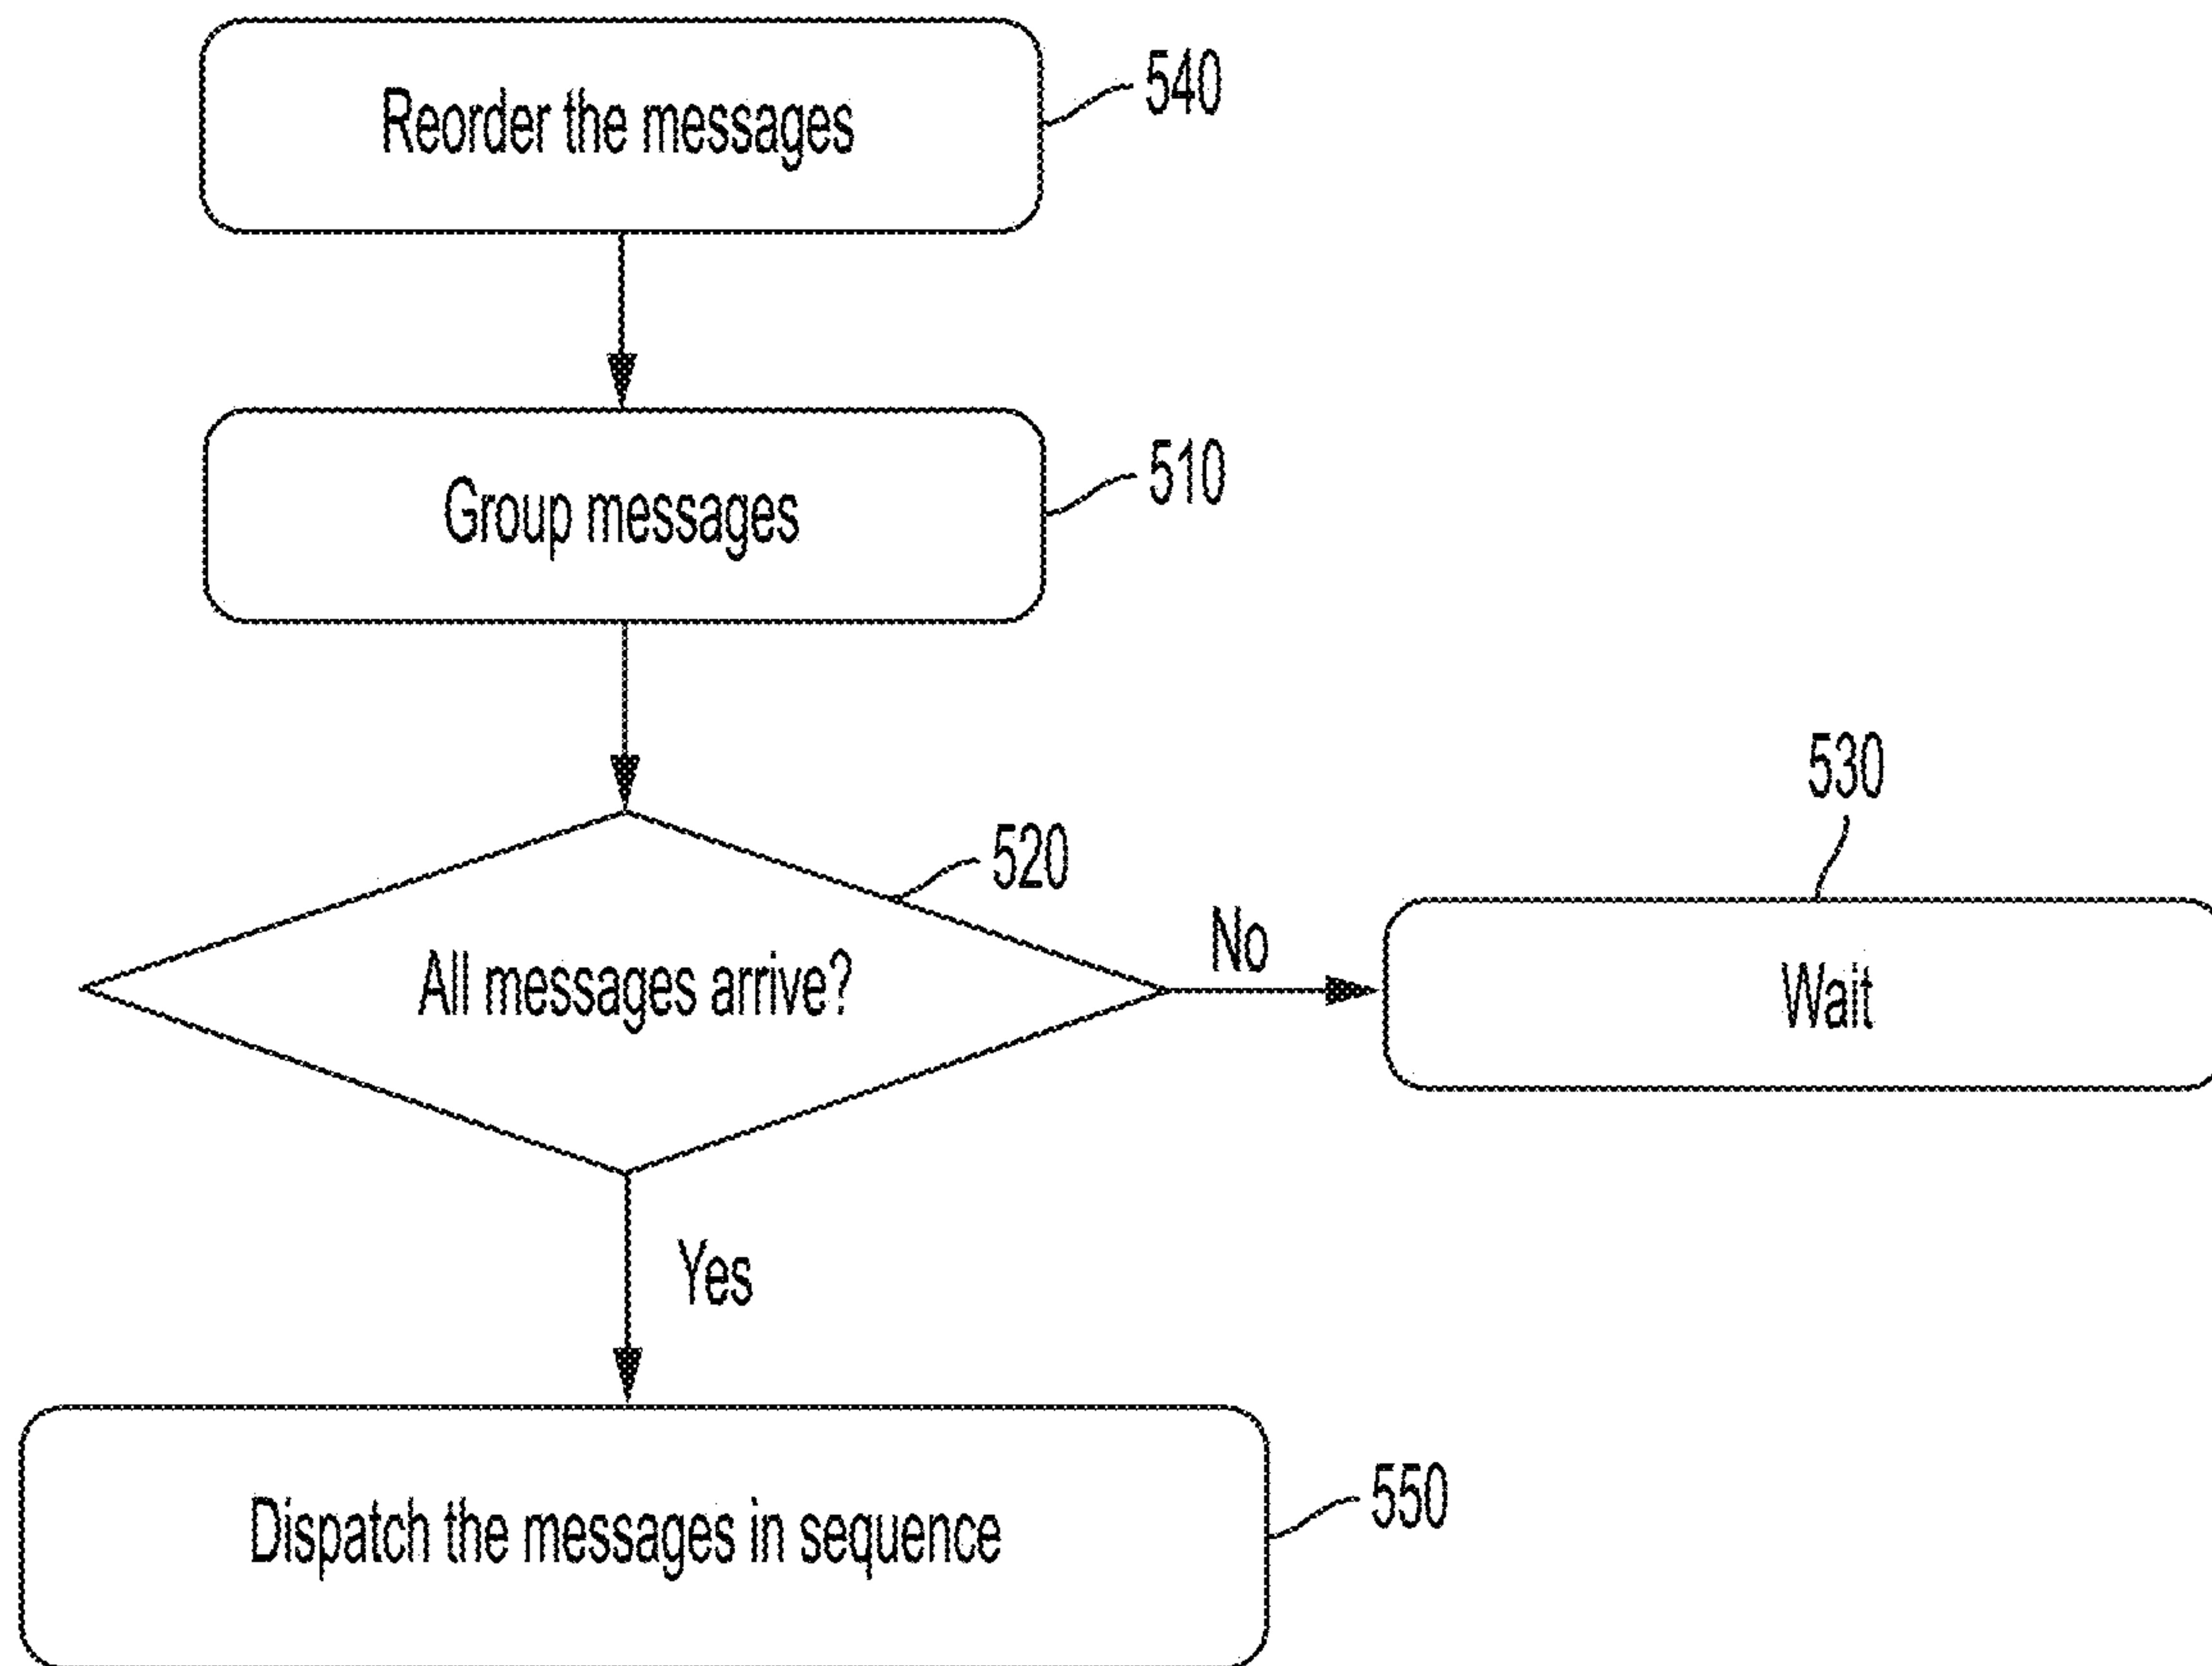 Reorder the messages
540
Group messages
510
520
530
All messages arrive?
No
Wait
Yes
Dispatch the messages in sequence
550